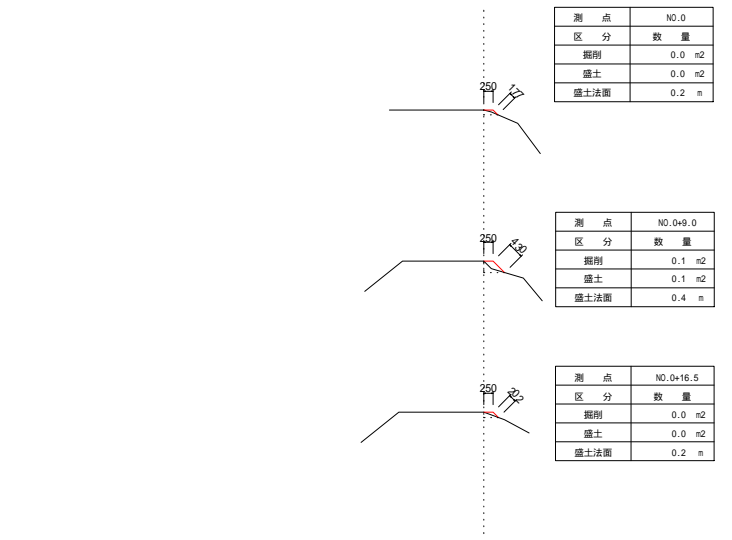 測 点 NO.0
区 分 数 量
掘削 0.0 m2
盛土 0.0 m2
盛土法面 0.2 m
250 177
測 点 NO.0+9.0
区 分 数 量
掘削 0.1 m2
盛土 0.1 m2
盛土法面 0.4 m
250 430
測 点 NO.0+16.5
区 分 数 量
掘削 0.0 m2
盛土 0.0 m2
盛土法面 0.2 m
250 202